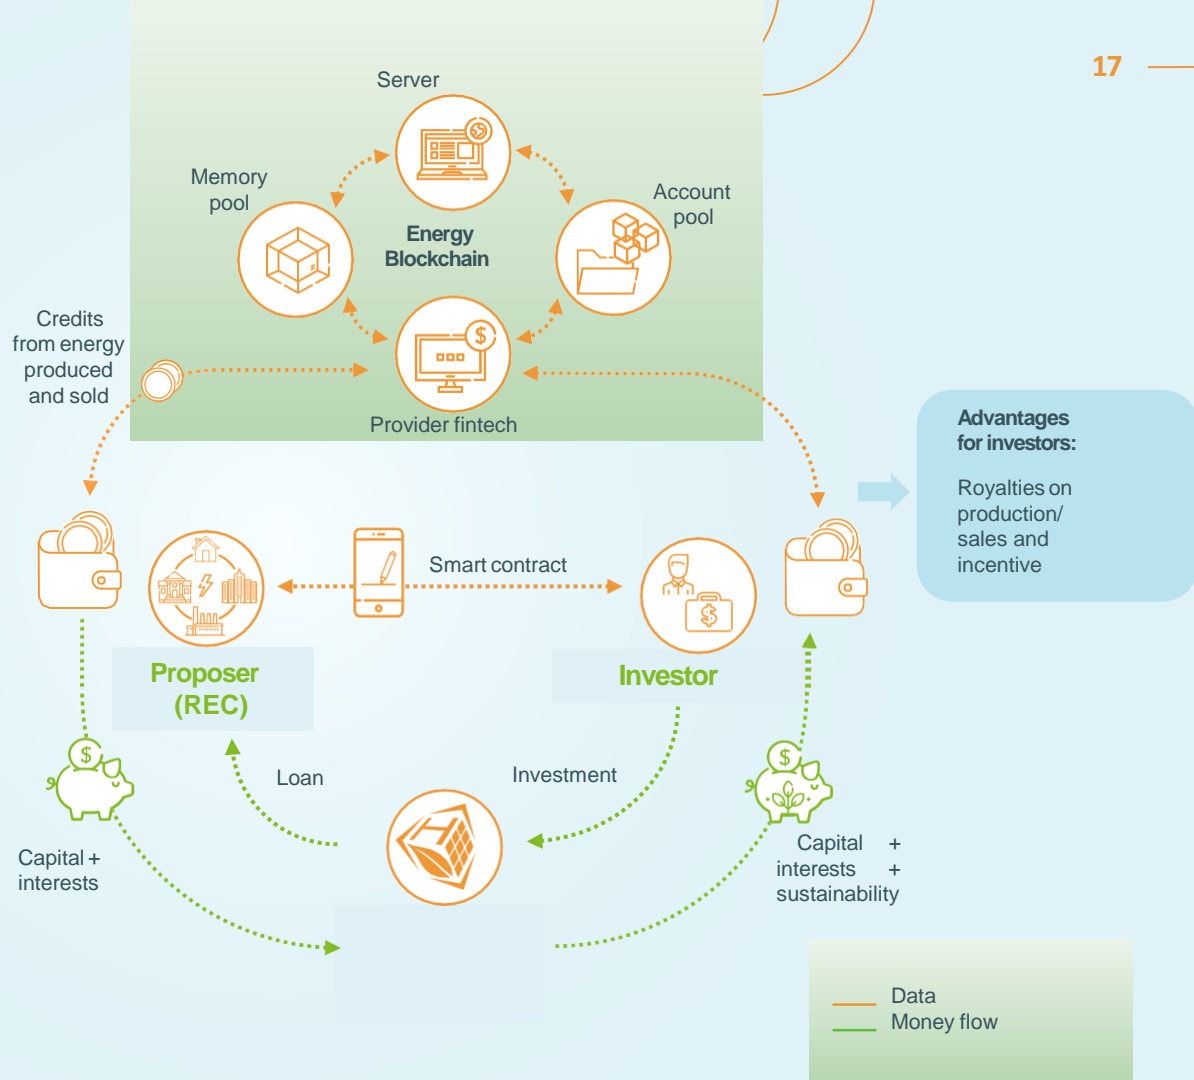 17
Server
Memory
pool
Account
pool
Energy
Blockchain
Credits
from energy
produced
and sold
$
Provider fintech
Advantages
for investors:
Royalties on
production/
sales and
incentive
Smart contract
$
Proposer
(REC)
Investor
$
Loan
Investment
$
Capital +
interests
Capital +
interests +
sustainability
Data
Money flow